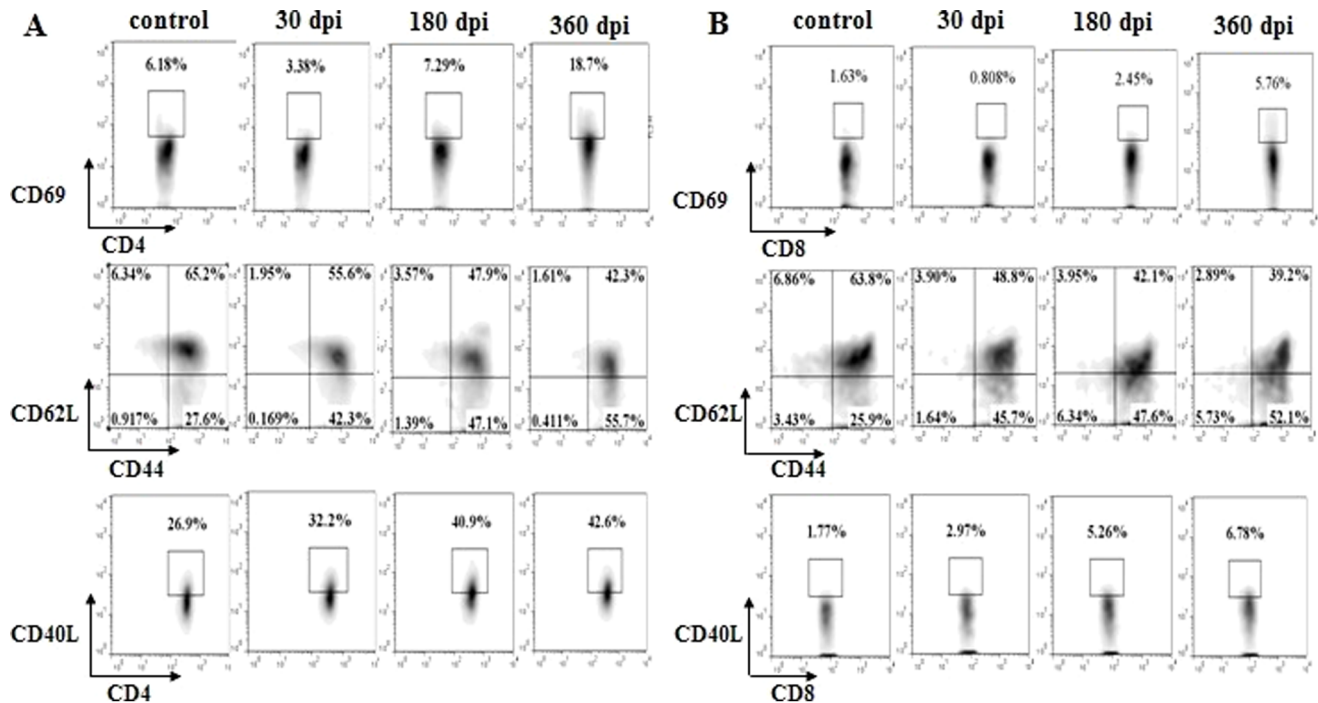 A
control 30 dpi 180 dpi 360 dpi
6.18% 3.38% 7.29% 18.7%
CD69
CD4
6.34% 65.2% 1.95% 55.6% 3.57% 47.9% 1.61% 42.3%
CD62L
0.917% 27.6% 0.169% 42.3% 1.39% 47.1% 0.411% 55.7%
CD44
26.9% 32.2% 40.9% 42.6%
CD40L
CD4
B
control 30 dpi 180 dpi 360 dpi
1.63% 0.808% 2.45% 5.76%
CD69
CD8
6.86% 63.8% 3.90% 48.8% 3.95% 42.1% 2.89% 39.2%
CD62L
3.43% 25.9% 1.64% 45.7% 6.34% 47.6% 5.73% 52.1%
CD44
1.77% 2.97% 5.26% 6.78%
CD40L
CD8